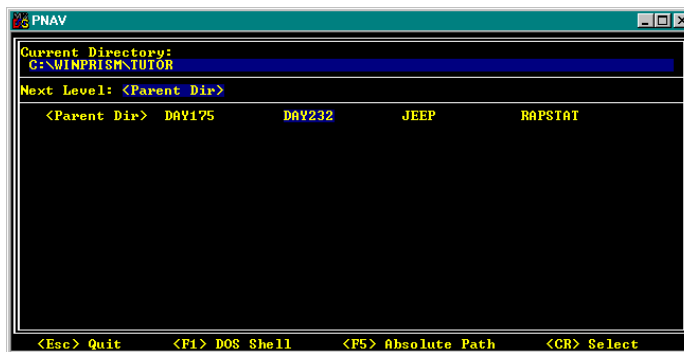 PNAV
Current Directory:
C:\WINPRISM\TUTOR
Next Level: <Parent Dir>
<Parent Dir> DAY175 DAY232 JEEP RAPSTAT
<Esc> Quit <F1> DOS Shell <F5> Absolute Path <CR> Select